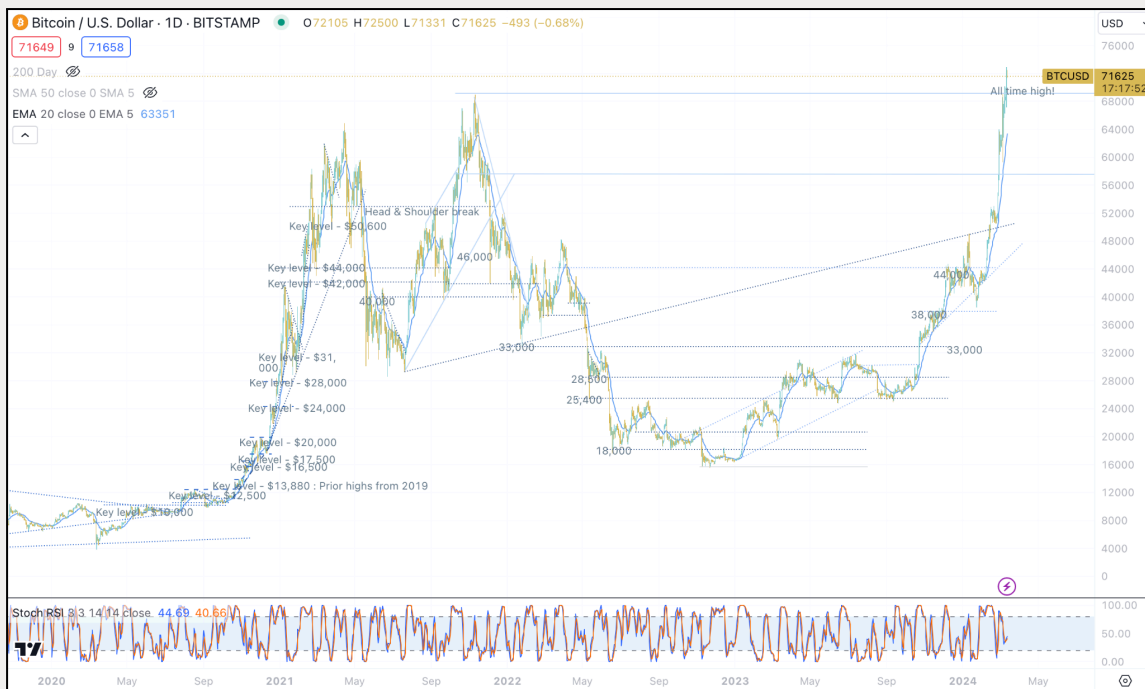 Bitcoin / U.S. Dollar · 1D · BITSTAMP O72105 H72500 L71331 C71625 −493 (−0.68%)
USD
71649 9 71658
200 Day
SMA 50 close 0 SMA 5
EMA 20 close 0 EMA 5 63351
76000
BTCUSD 71625
17:17:52
All time high!
68000
64000
60000
56000
52000
48000
44000
40000
36000
32000
28000
24000
20000
16000
12000
8000
4000
0
Head & Shoulder break
Key level - $50,600
46,000
Key level - $44,000
44,000
Key level - $42,000
40,000
38,000
33,000
33,000
Key level - $31,
000
Key level - $28,000
28,500
25,400
Key level - $24,000
Key level - $20,000
18,000
Key level - $17,500
Key level - $16,500
Key level - $13,880 : Prior highs from 2019
Key level - $12,500
Key level - $10,000
Stoch RSI 3 3 14 14 close 44.69 40.66
100.00
50.00
0.00
2020 May Sep 2021 May Sep 2022 May Sep 2023 May Sep 2024 May